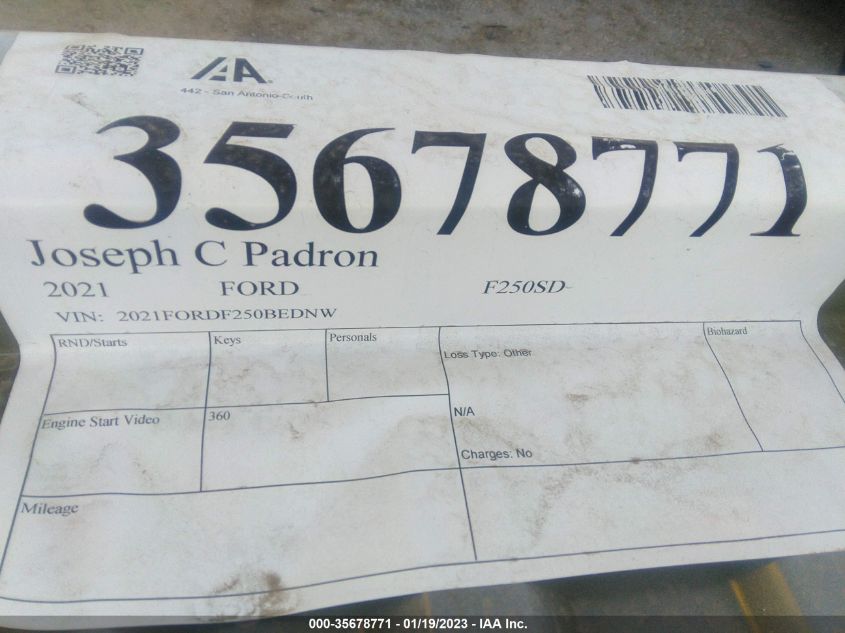 IAA
442 - San Antonio-South
35678771
Joseph C Padron
2021 FORD F250SD-
VIN: 2021FORDF250BEDNW
RND/Starts Keys Personals Loss Type: Other Biohazard
Engine Start Video 360 N/A
Charges: No
Mileage
000-35678771 - 01/19/2023 - IAA Inc.